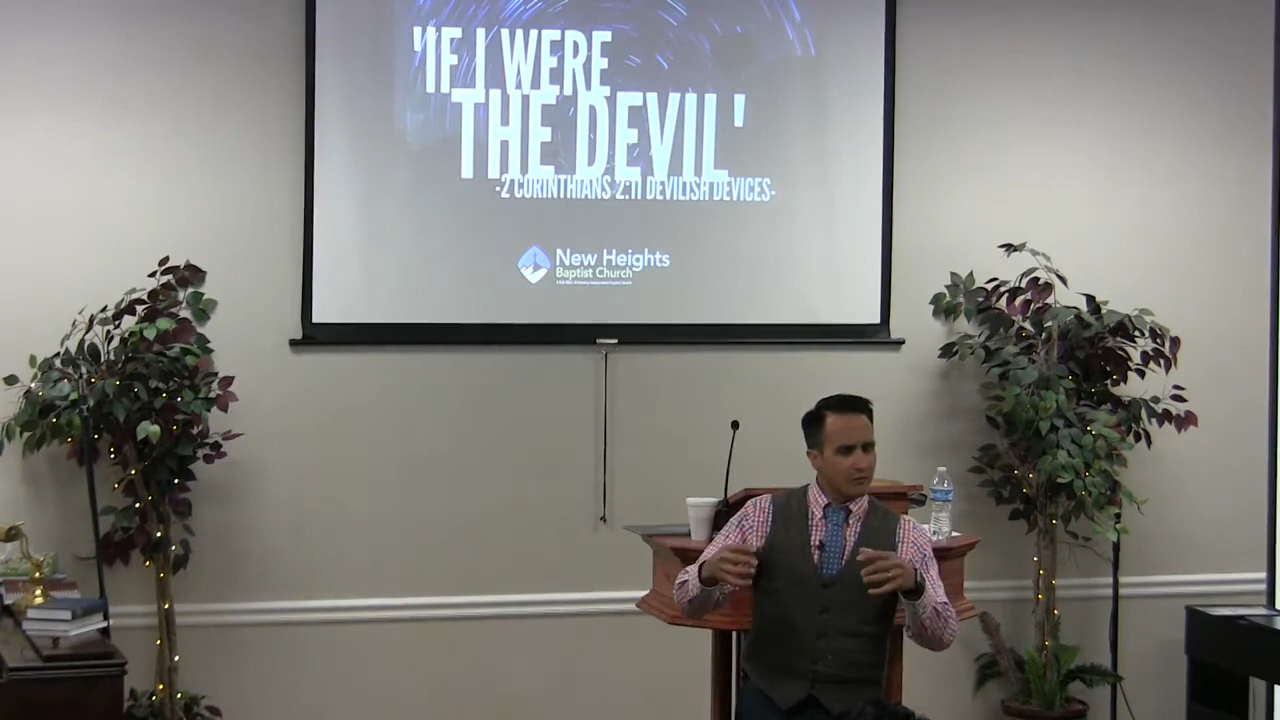 'IF I WERE
THE DEVIL'
-2 CORINTHIANS 2:11 DEVILISH DEVICES-
New Heights
Baptist Church